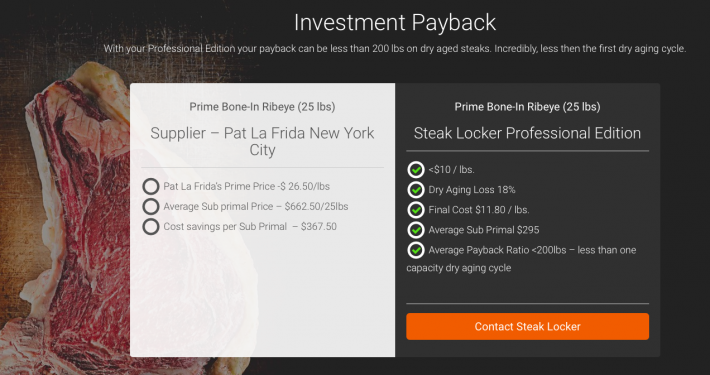 Investment Payback
With your Professional Edition your payback can be less than 200 lbs on dry aged steaks. Incredibly, less then the first dry aging cycle.
Prime Bone-In Ribeye (25 lbs)
Supplier – Pat La Frida New York
City
Pat La Frida's Prime Price -$ 26.50/lbs
Average Sub primal Price – $662.50/25lbs
Cost savings per Sub Primal – $367.50
Prime Bone-In Ribeye (25 lbs)
Steak Locker Professional Edition
<$10 / lbs.
Dry Aging Loss 18%
Final Cost $11.80 / lbs.
Average Sub Primal $295
Average Payback Ratio <200lbs – less than one
capacity dry aging cycle
Contact Steak Locker